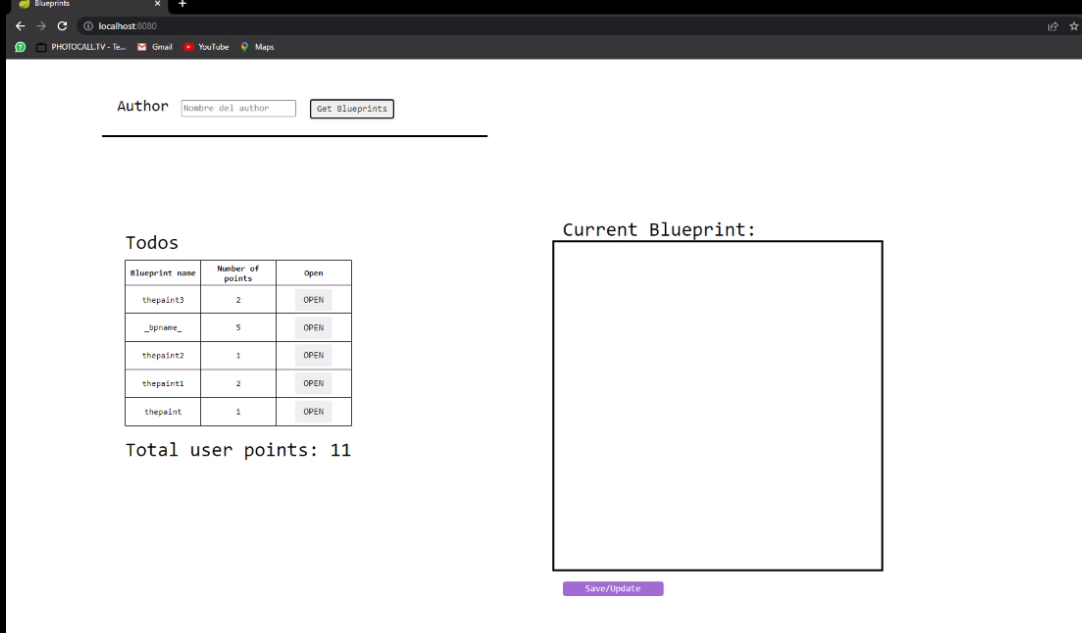 Blueprints
localhost:8080
PHOTOCALL.TV - Te... Gmail YouTube Maps
Author Nombre del author Get Blueprints
Current Blueprint:
Todos
Blueprint name Number of points Open
thepaint3 2 OPEN
_bpname_ 5 OPEN
thepaint2 1 OPEN
thepaint1 2 OPEN
thepaint 1 OPEN
Total user points: 11
Save/Update